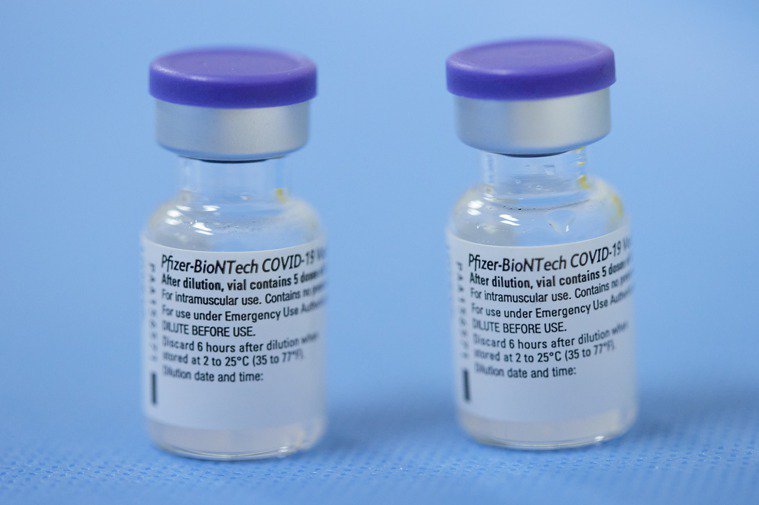 Pfizer-BioNTech COVID-19
After dilution, vial contains 5 doses
For intramuscular use. Contains no
For use under Emergency Use
DILUTE BEFORE USE.
Discard 6 hours after dilution when
stored at 2 to 25°C (35 to 77°F).
Dilution date and time:
Pfizer-BioNTech COVID-19
After dilution, vial contains 5 doses
For intramuscular use. Contains no
For use under Emergency Use
DILUTE BEFORE USE.
Discard 6 hours after dilution when
stored at 2 to 25°C (35 to 77°F).
Dilution date and time: